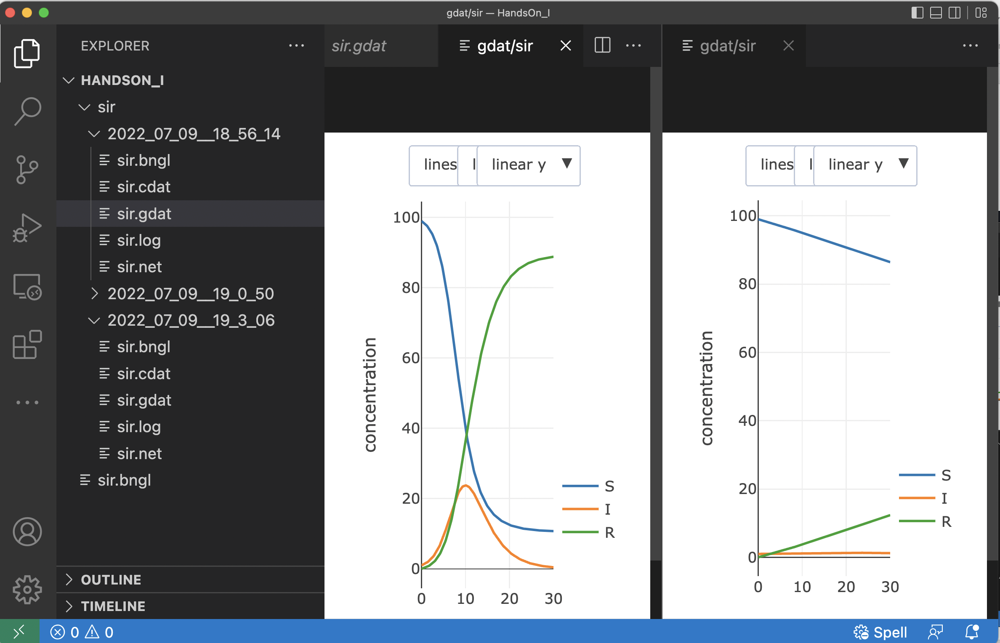 gdat/sir — HandsOn_I
EXPLORER
HANDSON_I
sir
2022_07_09__18_56_14
sir.bngl
sir.cdat
sir.gdat
sir.log
sir.net
2022_07_09__19_0_50
2022_07_09__19_3_06
sir.bngl
sir.cdat
sir.gdat
sir.log
sir.net
sir.bngl
OUTLINE
TIMELINE
sir.gdat
gdat/sir
lines l linear y ▼
concentration
100
80
60
40
20
0
0 10 20 30
S
I
R
gdat/sir
lines l linear y ▼
concentration
100
80
60
40
20
0
0 10 20 30
S
I
R
0 0
Spell